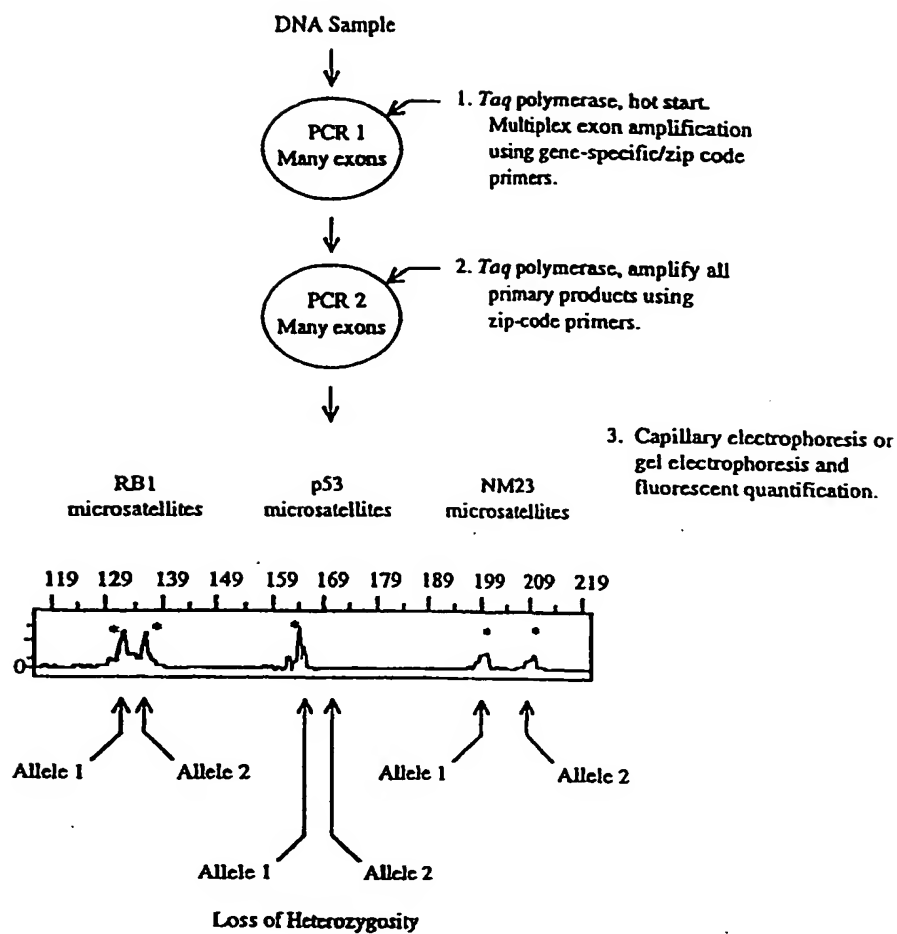 DNA Sample
PCR 1
Many exons
1. Taq polymerase, hot start.
Multiplex exon amplification
using gene-specific/zip code
primers.
PCR 2
Many exons
2. Taq polymerase, amplify all
primary products using
zip-code primers.
3. Capillary electrophoresis or
gel electrophoresis and
fluorescent quantification.
RB1
microsatellites
p53
microsatellites
NM23
microsatellites
119 129 139 149 159 169 179 189 199 209 219
* * * * *
0
Allele 1 Allele 2 Allele 1 Allele 2
Allele 1 Allele 2
Loss of Heterozygosity